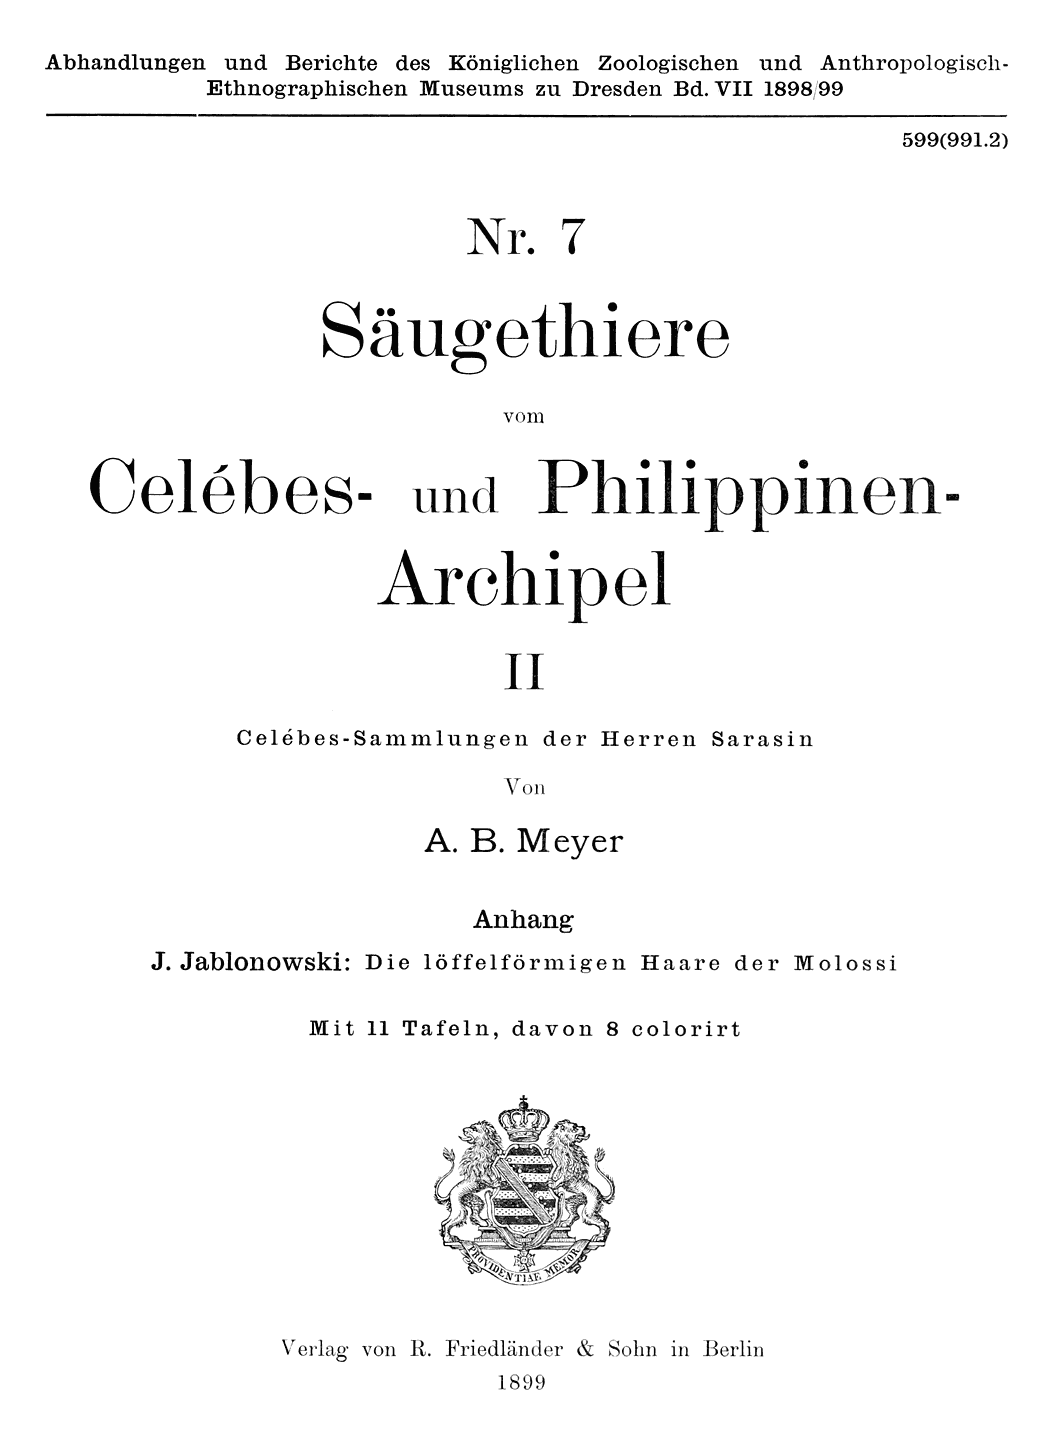 Abhandlungen und Berichte des Königlichen Zoologischen und Anthropologisch-
Ethnographischen Museums zu Dresden Bd. VII 1898/99
599(991.2)
Nr. 7
Säugethiere
vom
Celébes- und Philippinen-
Archipel
II
Celébes-Sammlungen der Herren Sarasin
Von
A. B. Meyer
Anhang
J. Jablonowski: Die löffelförmigen Haare der Molossi
Mit 11 Tafeln, davon 8 colorirt
PROVIDENTIAE MEMOR
Verlag von R. Friedländer & Sohn in Berlin
1899